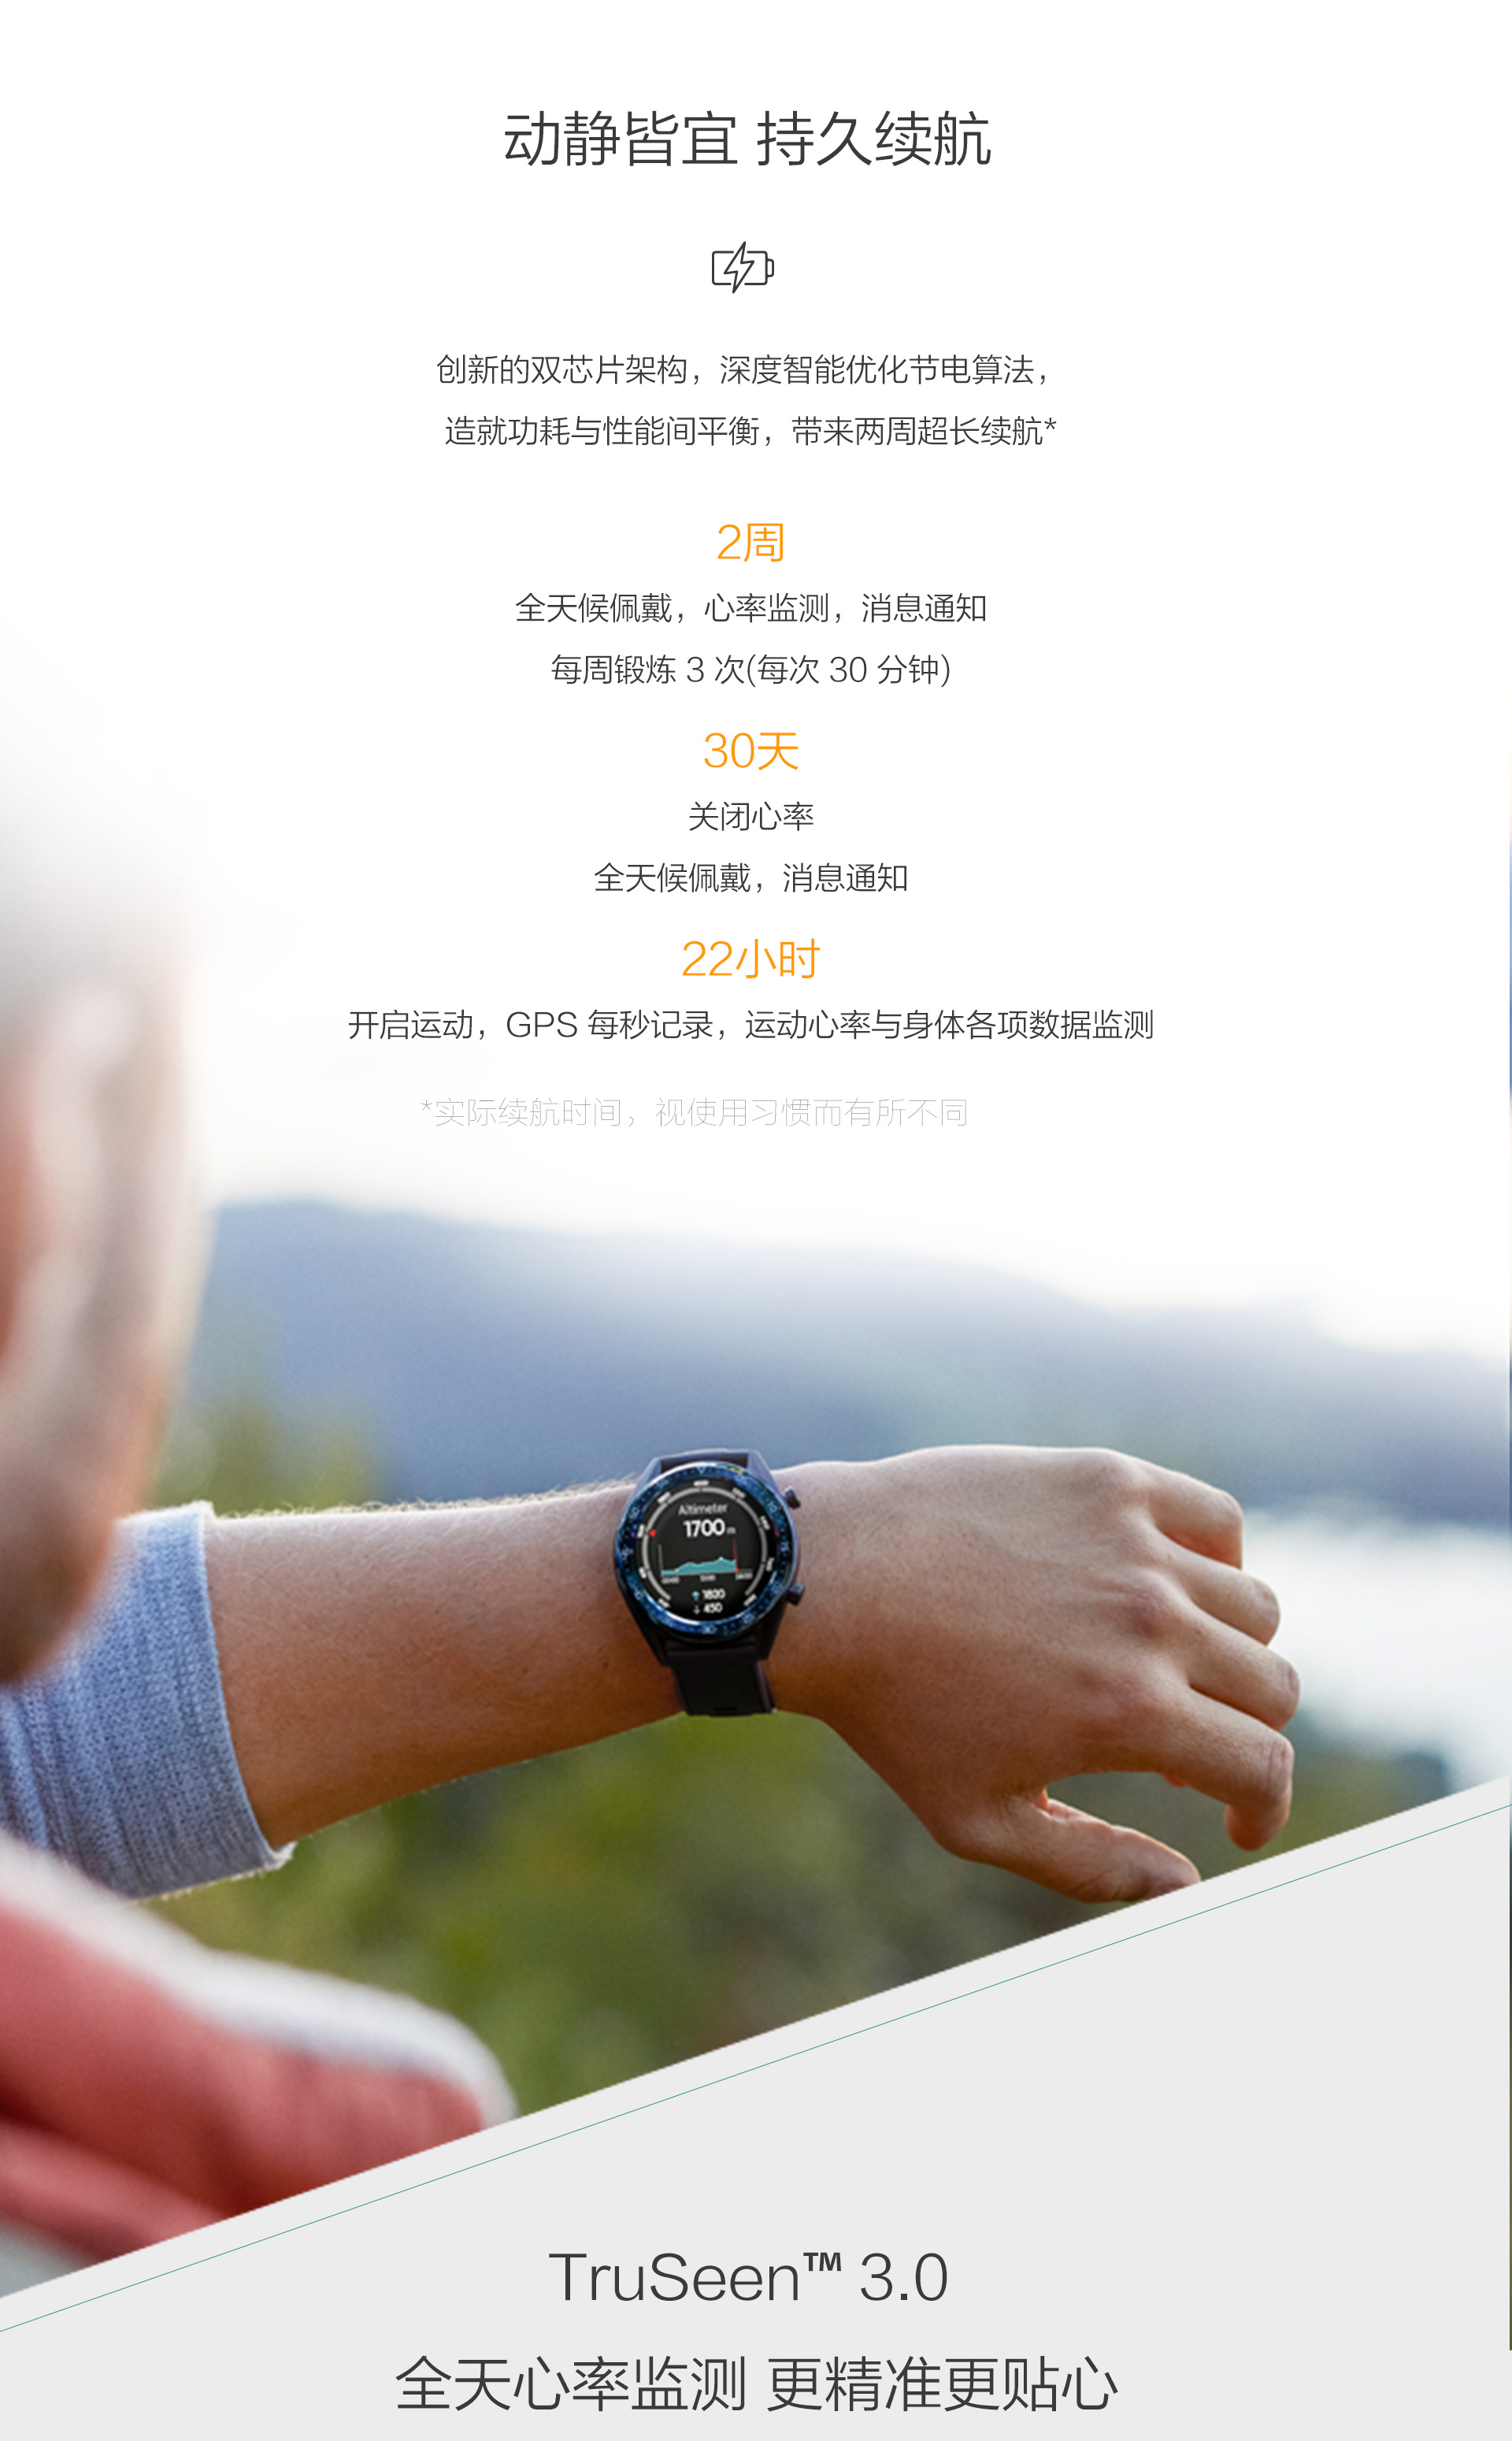 动静皆宜 持久续航
创新的双芯片架构，深度智能优化节电算法，
造就功耗与性能间平衡，带来两周超长续航*
2周
全天候佩戴，心率监测，消息通知
每周锻炼 3 次(每次 30 分钟)
30天
关闭心率
全天候佩戴，消息通知
22小时
开启运动，GPS 每秒记录，运动心率与身体各项数据监测
*实际续航时间，视使用习惯而有所不同
Altimeter
1700 m
1820
450
TruSeen™ 3.0
全天心率监测 更精准更贴心